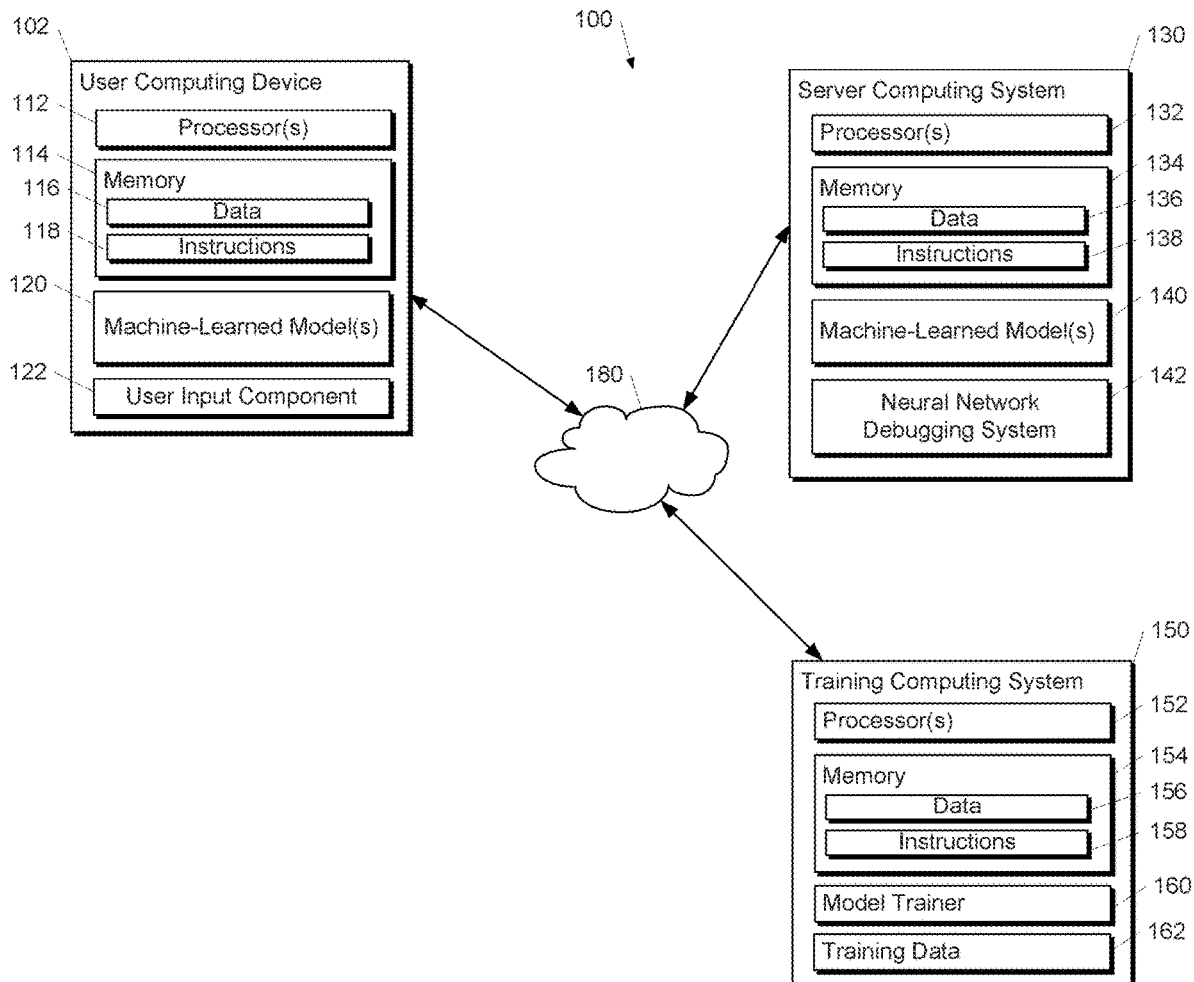 100
102
User Computing Device
112
Processor(s)
114
Memory
116
Data
118
Instructions
120
Machine-Learned Model(s)
122
User Input Component
130
Server Computing System
132
Processor(s)
134
Memory
136
Data
138
Instructions
140
Machine-Learned Model(s)
142
Neural Network
Debugging System
180
150
Training Computing System
152
Processor(s)
154
Memory
156
Data
158
Instructions
160
Model Trainer
162
Training Data